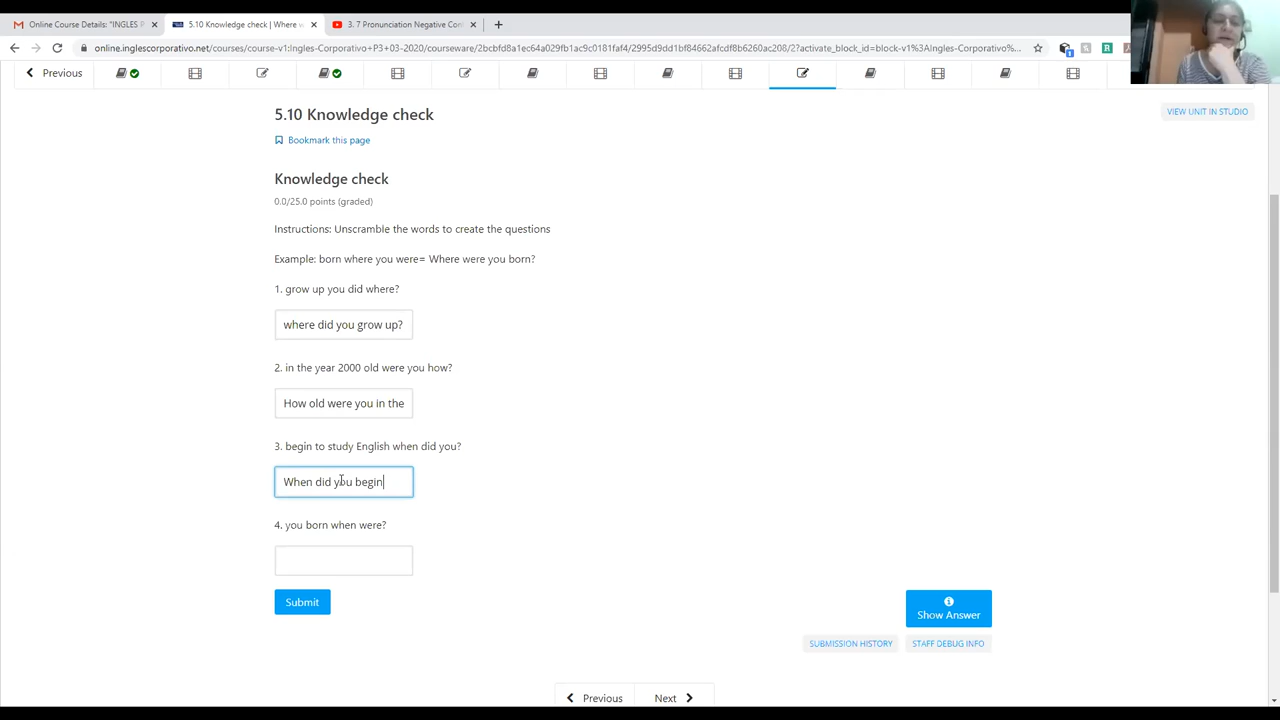 Online Course Details: "INGLES P
5.10 Knowledge check | Where w
3. 7 Pronunciation Negative Con
online.inglescorporativo.net/courses/course-v1:Ingles-Corporativo+P3+03-2020/courseware/2bcbfd8a1ec64a029fb1ac9c0181faf4/2995d9dd1bf84662afcdf8b6260ac208/2?activate_block_id=block-v1%3AIngles-Corporativo%...
Previous
5.10 Knowledge check
VIEW UNIT IN STUDIO
Bookmark this page
Knowledge check
0.0/25.0 points (graded)
Instructions: Unscramble the words to create the questions
Example: born where you were= Where were you born?
1. grow up you did where?
where did you grow up?
2. in the year 2000 old were you how?
How old were you in the
3. begin to study English when did you?
When did you begin
4. you born when were?
Submit
Show Answer
SUBMISSION HISTORY
STAFF DEBUG INFO
Previous
Next